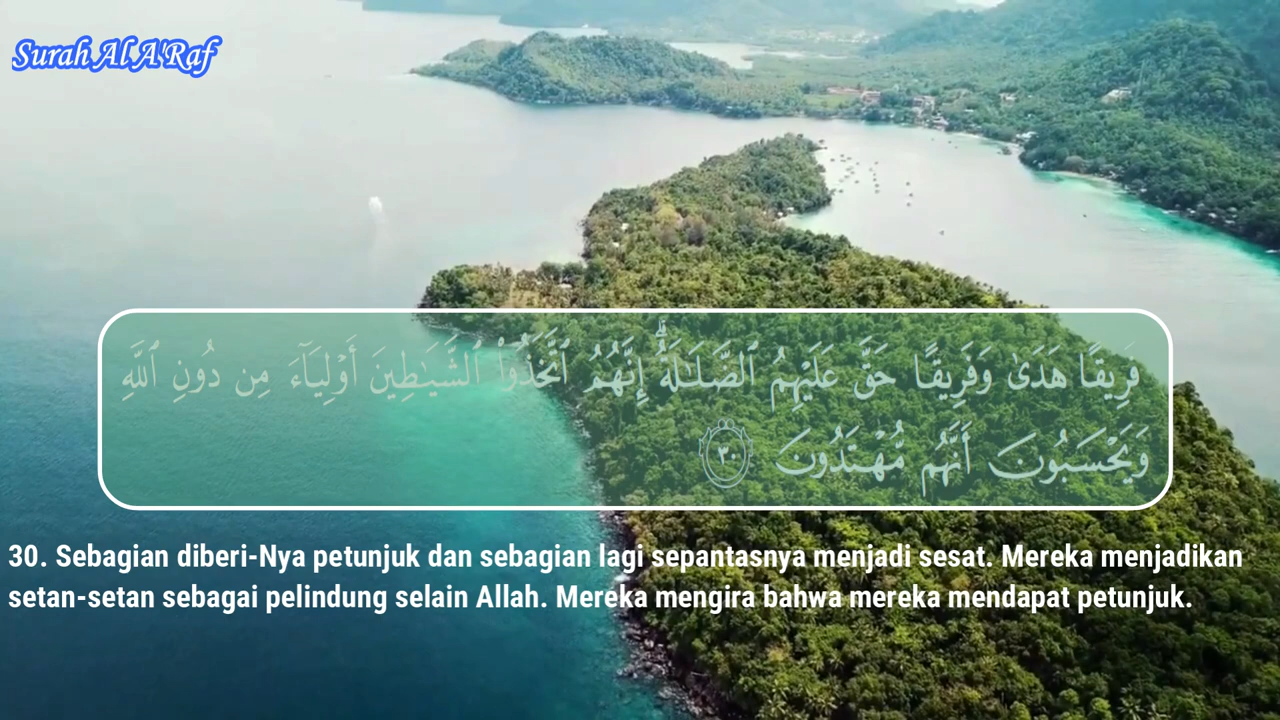 Surah Al A'Raf
فَرِيقًا هَدَىٰ وَفَرِيقًا حَقَّ عَلَيْهِمُ ٱلضَّلَـٰلَةُ ۗ إِنَّهُمُ ٱتَّخَذُوا۟ ٱلشَّيَـٰطِينَ أَوْلِيَآءَ مِن دُونِ ٱللَّهِ
وَيَحْسَبُونَ أَنَّهُم مُّهْتَدُونَ ٣٠
30. Sebagian diberi-Nya petunjuk dan sebagian lagi sepantasnya menjadi sesat. Mereka menjadikan
setan-setan sebagai pelindung selain Allah. Mereka mengira bahwa mereka mendapat petunjuk.